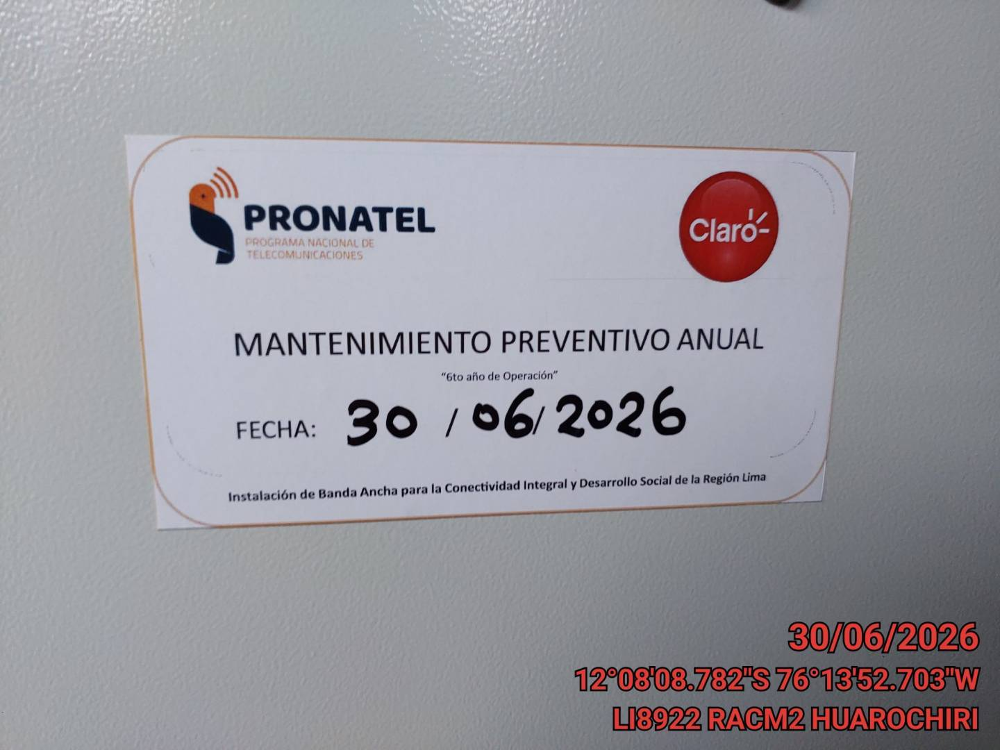 PRONATEL
PROGRAMA NACIONAL DE
TELECOMUNICACIONES
Claro
MANTENIMIENTO PREVENTIVO ANUAL
"6to año de Operación"
FECHA: 30 / 06 / 2026
Instalación de Banda Ancha para la Conectividad Integral y Desarrollo Social de la Región Lima
30/06/2026
12°08'08.782"S 76°13'52.703"W
LI8922 RACM2 HUAROCHIRI